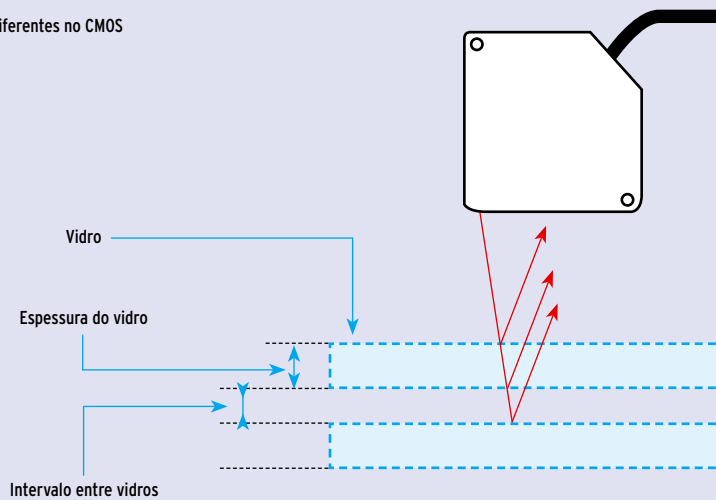 iferentes no CMOS
Vidro
Espessura do vidro
Intervalo entre vidros